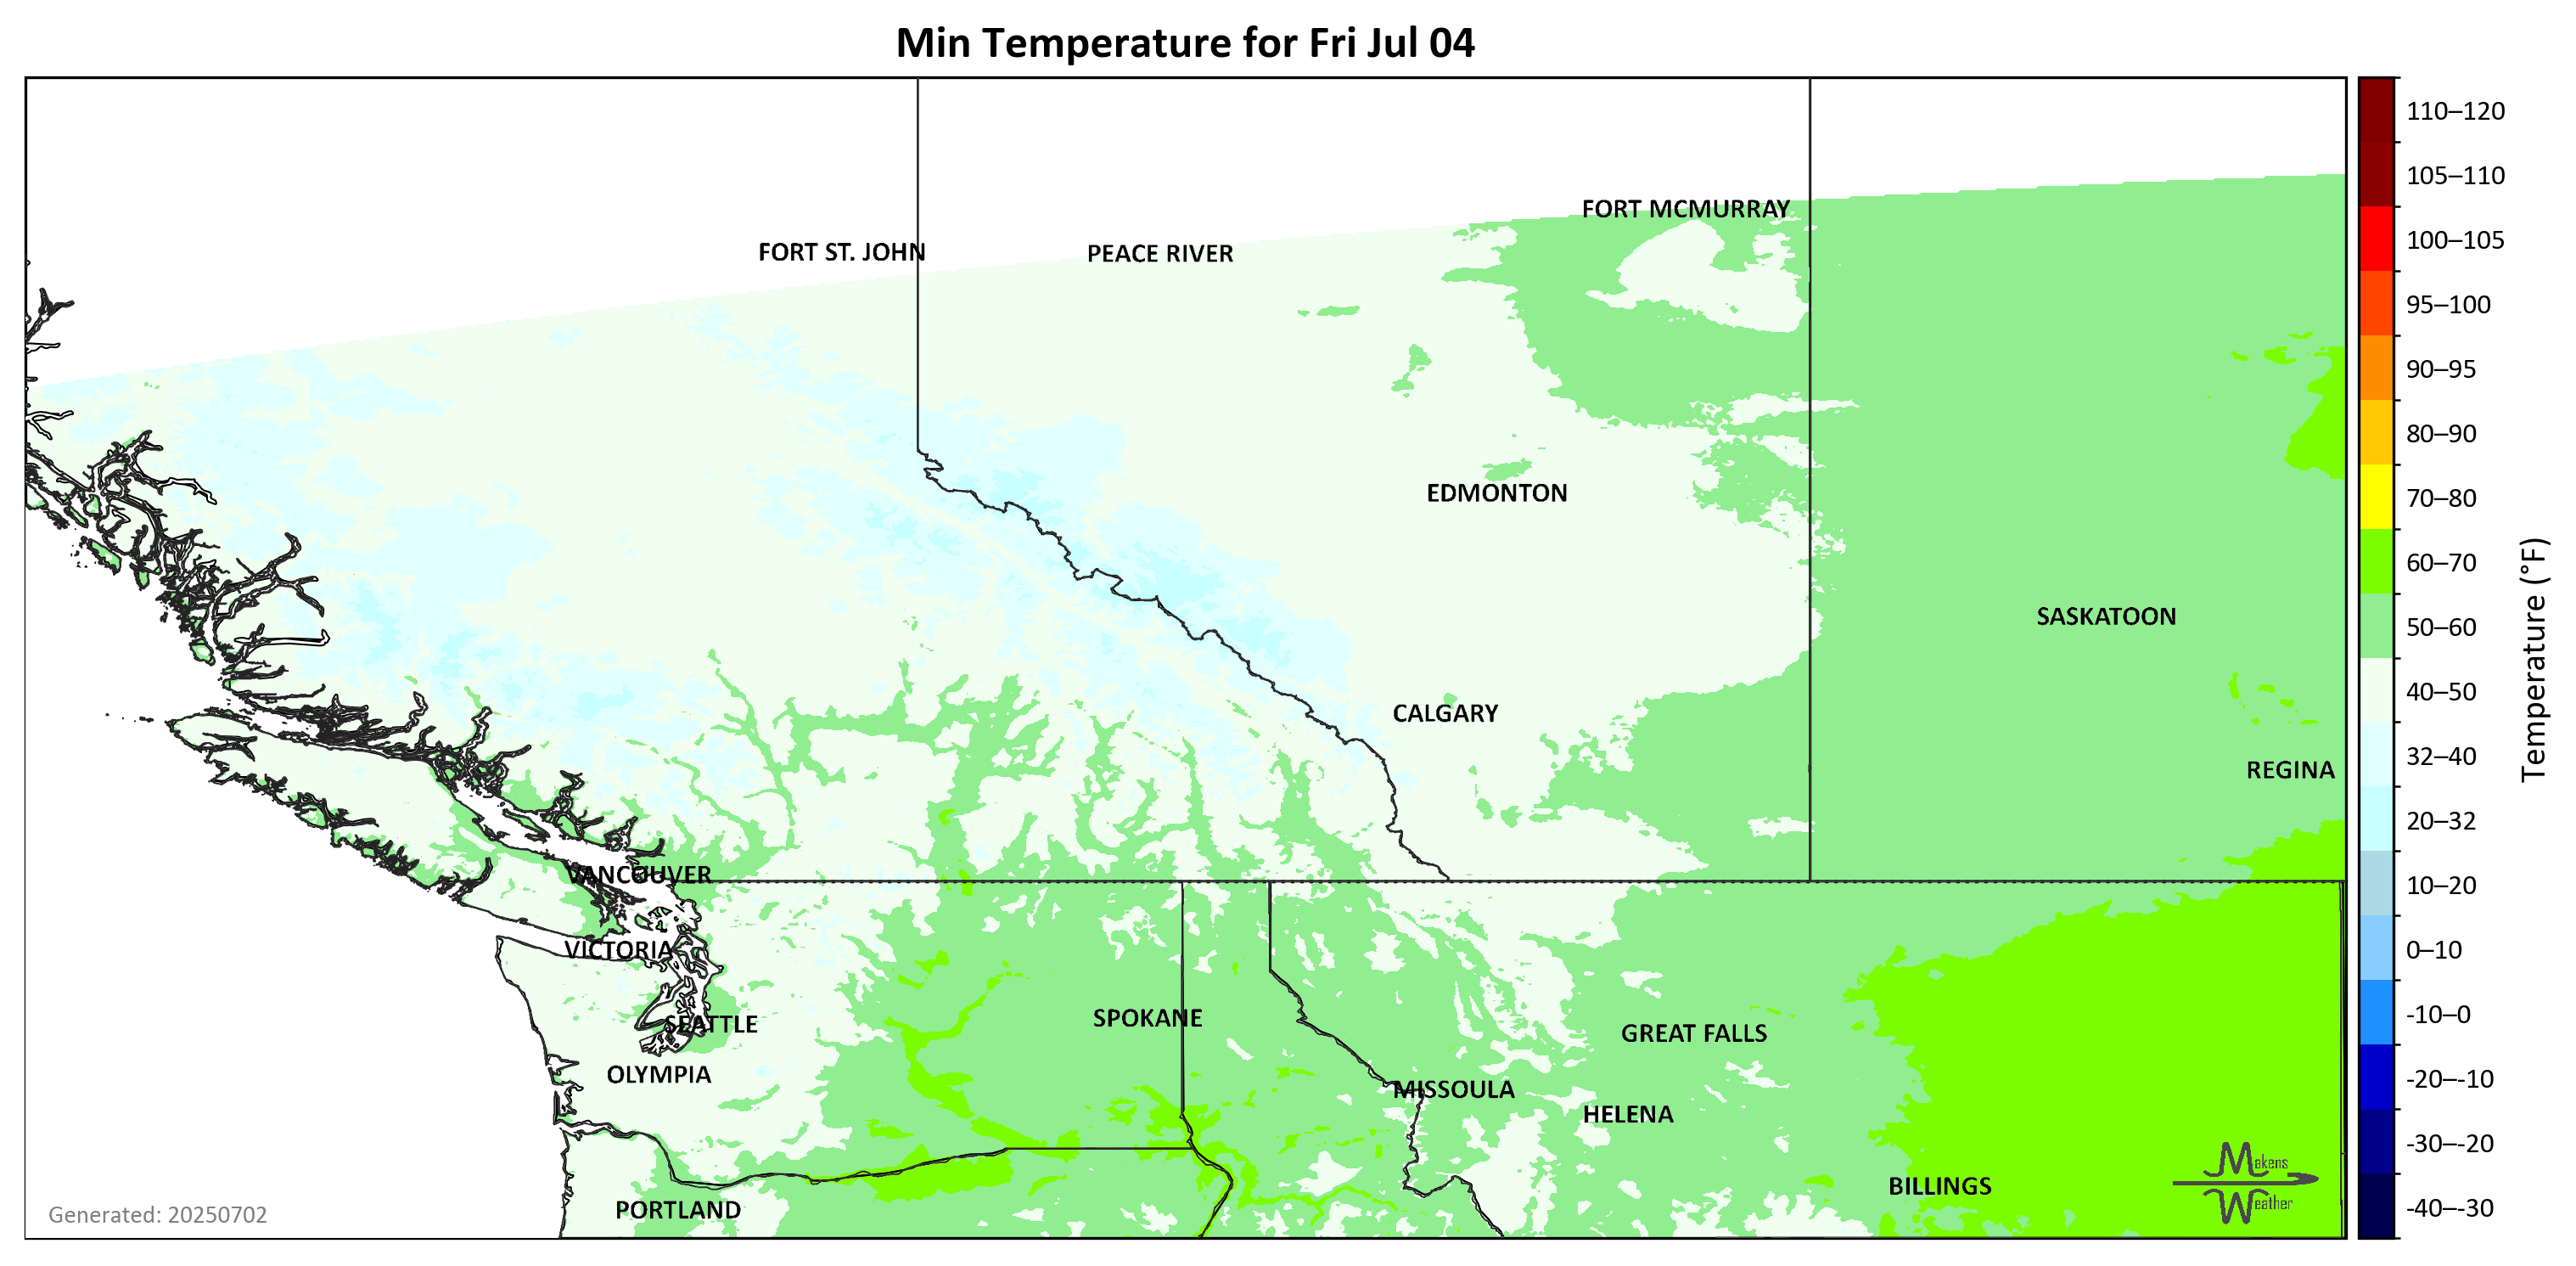 Min Temperature for Fri Jul 04
110–120
105–110
FORT MCMURRAY
100–105
FORT ST. JOHN
PEACE RIVER
95–100
90–95
80–90
EDMONTON
70–80
60–70
SASKATOON
50–60
40–50
CALGARY
32–40
REGINA
20–32
VANCOUVER
10–20
VICTORIA
0–10
SEATTLE
SPOKANE
GREAT FALLS
-10–0
OLYMPIA
MISSOULA
-20–-10
HELENA
-30–-20
Makens
Weather
BILLINGS
PORTLAND
-40–-30
Generated: 20250702
Temperature (°F)